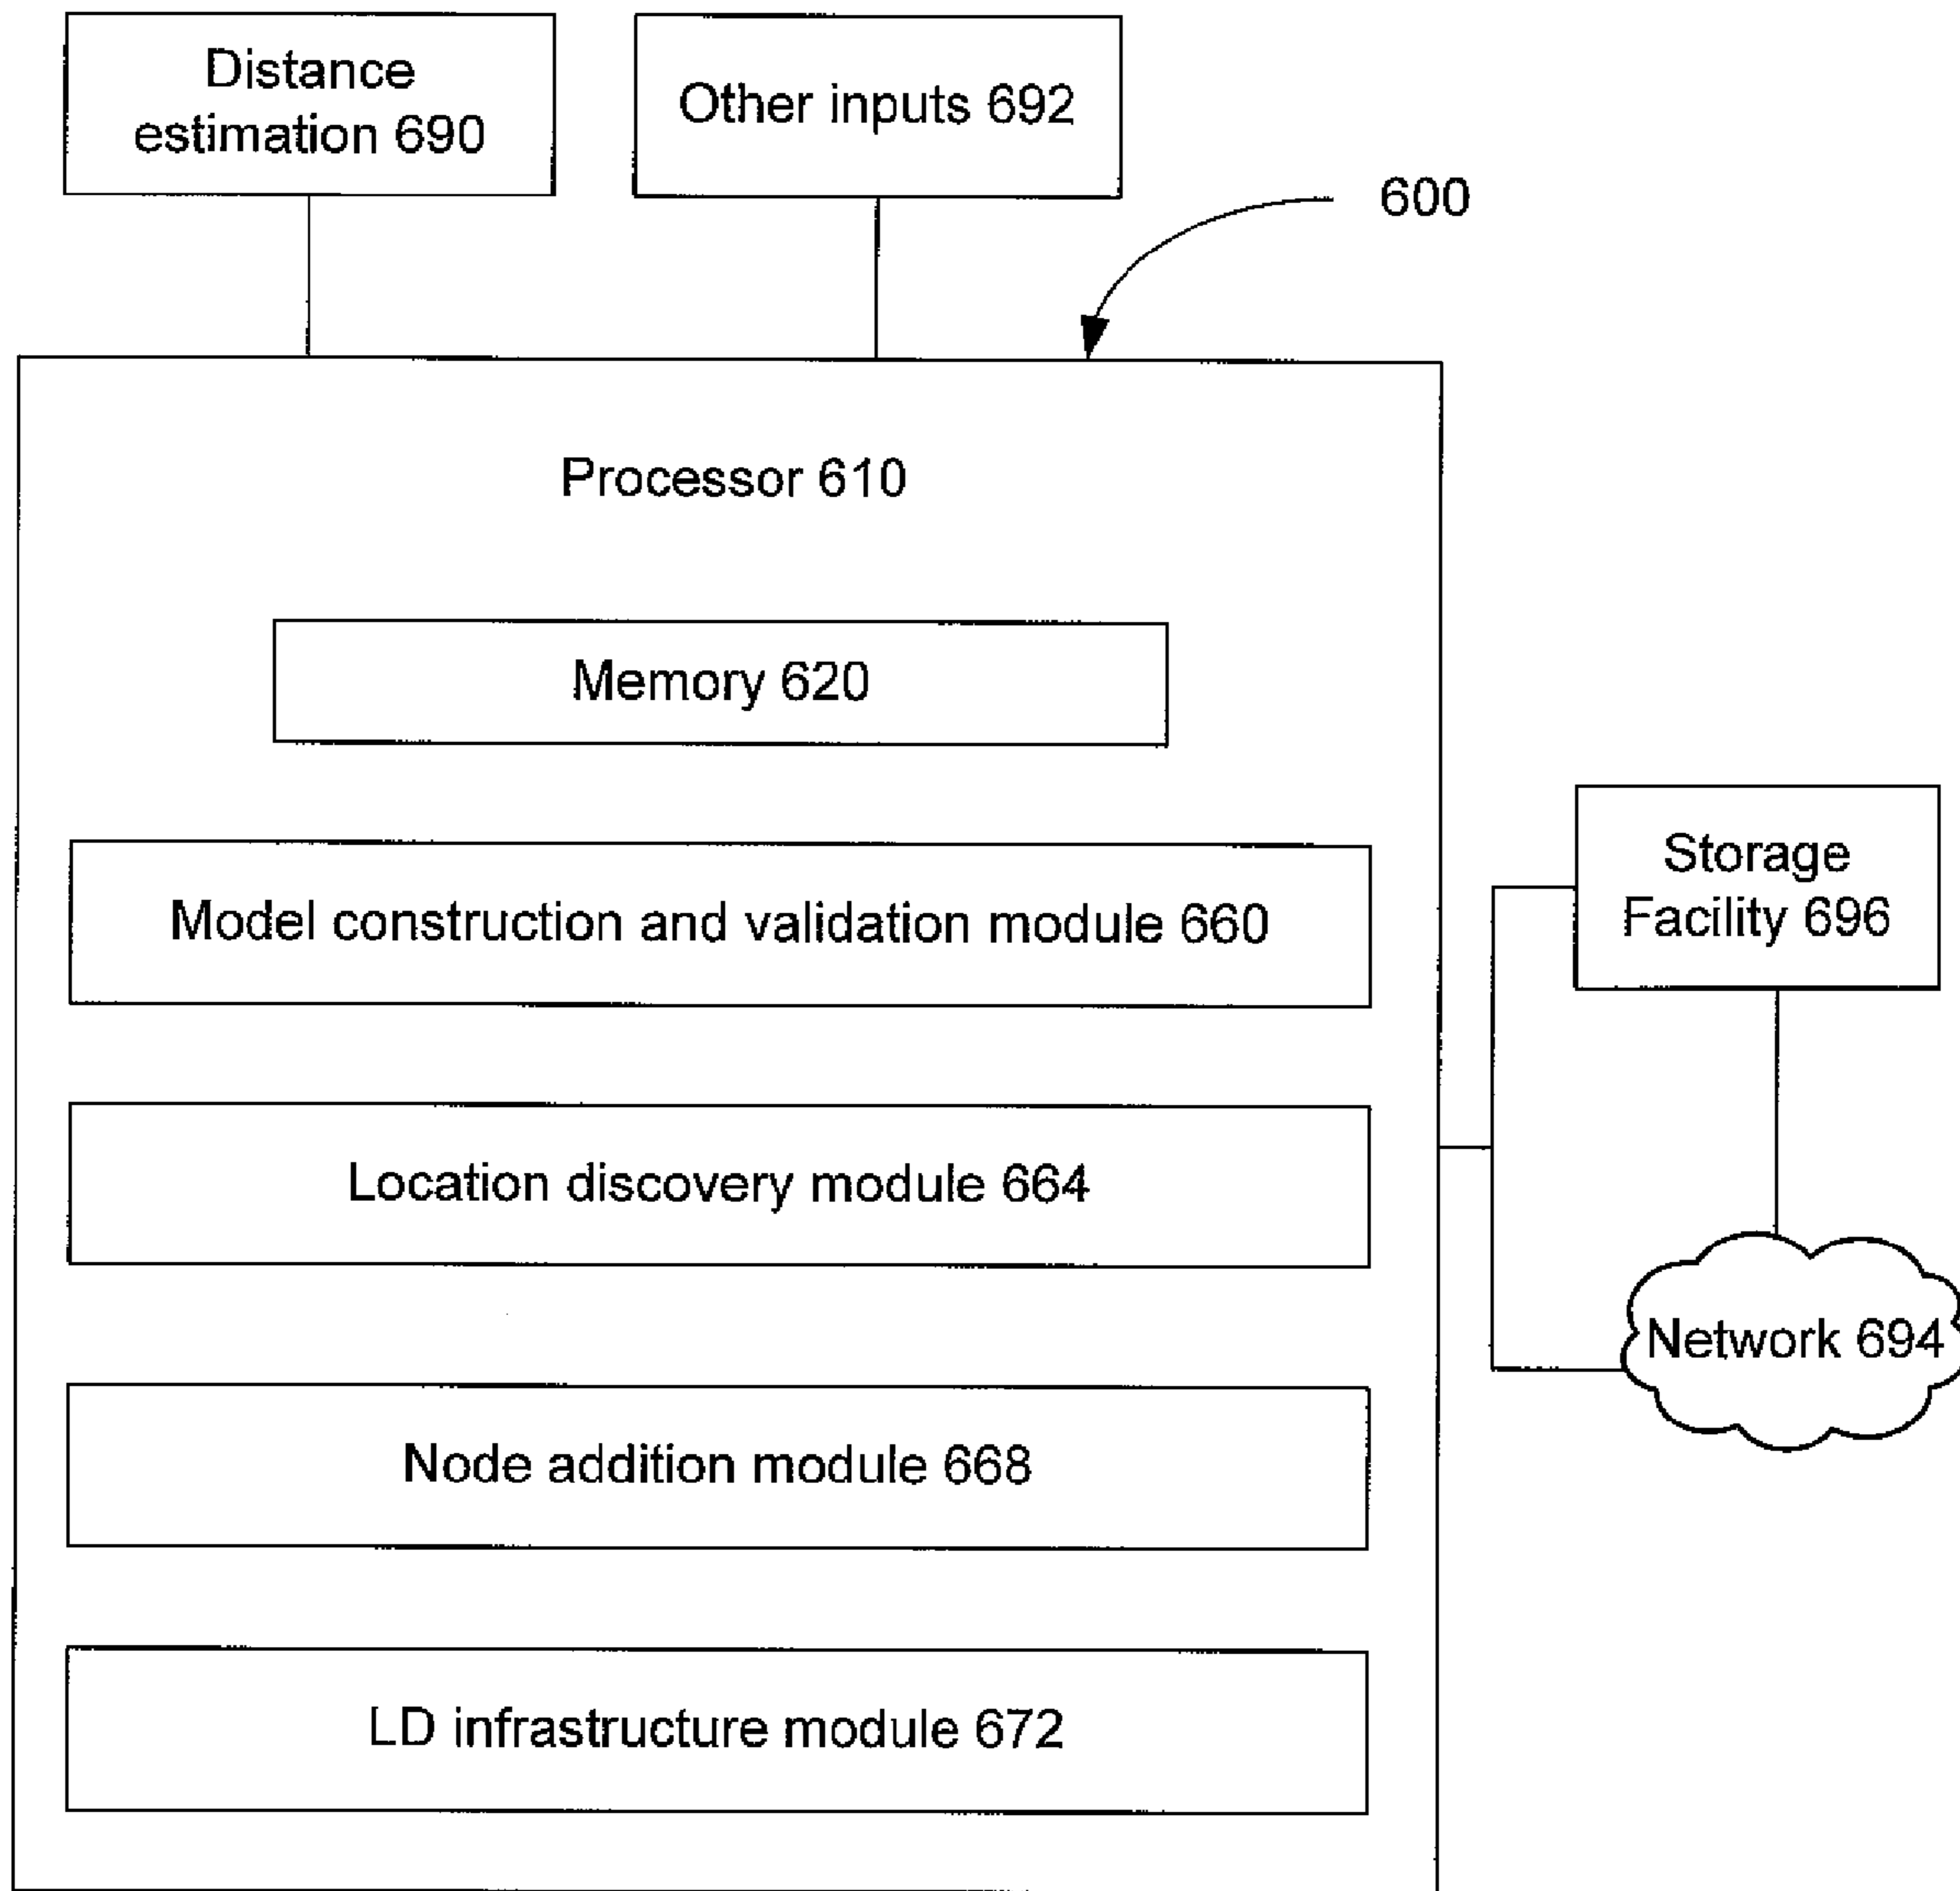 Distance
estimation 690
Other inputs 692
600
Processor 610
Memory 620
Model construction and validation module 660
Storage
Facility 696
Location discovery module 664
Network 694
Node addition module 668
LD infrastructure module 672